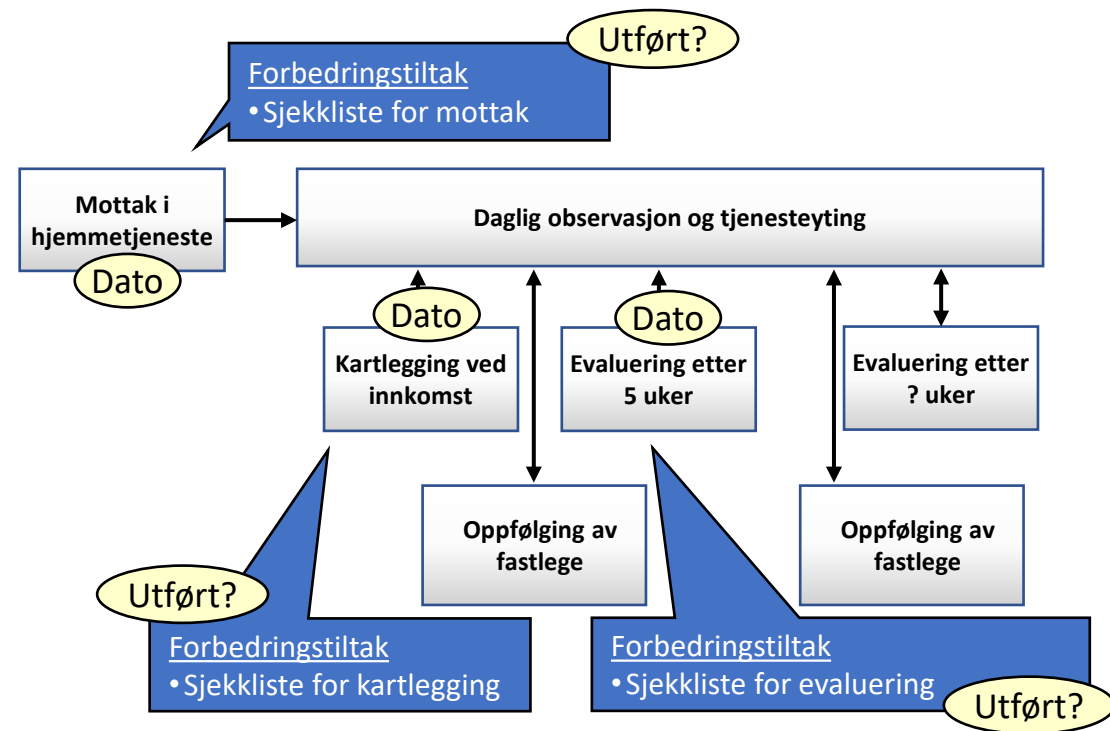 Utført?
Forbedringstiltak
• Sjekkliste for mottak
Mottak i
hjemmetjeneste
Dato
Daglig observasjon og tjenesteyting
Dato
Kartlegging ved
innkomst
Dato
Evaluering etter
5 uker
Evaluering etter
? uker
Oppfølging av
fastlege
Oppfølging av
fastlege
Utført?
Forbedringstiltak
• Sjekkliste for kartlegging
Forbedringstiltak
• Sjekkliste for evaluering
Utført?